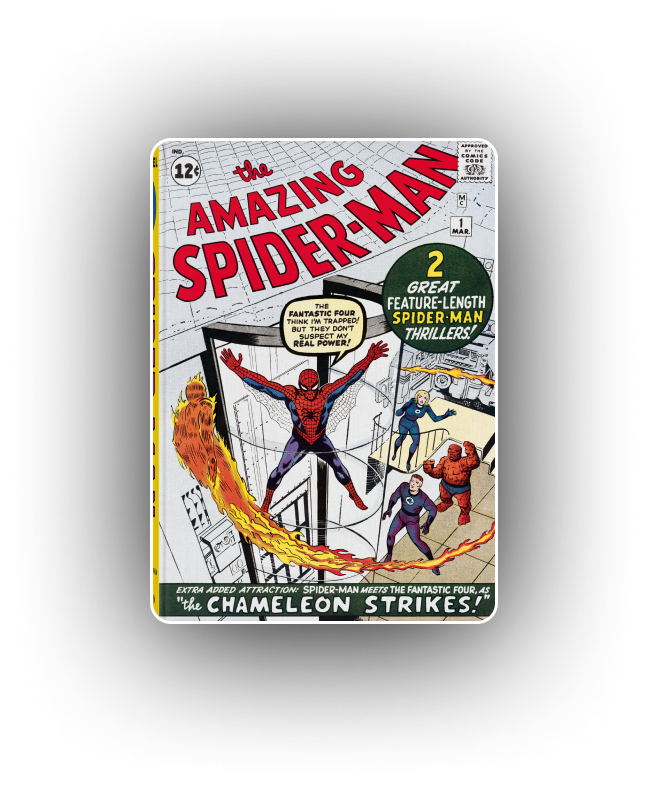 IND.
12¢
APPROVED
BY THE
COMICS
CODE
AUTHORITY
the
AMAZING
SPIDER-MAN
M
C
1
MAR.
2
GREAT
FEATURE-LENGTH
SPIDER-MAN
THRILLERS!
THE
FANTASTIC FOUR
THINK I'M TRAPPED!
BUT THEY DON'T
SUSPECT MY
REAL POWER!
4
EXTRA ADDED ATTRACTION: SPIDER-MAN MEETS THE FANTASTIC FOUR, AS
"the CHAMELEON STRIKES!"